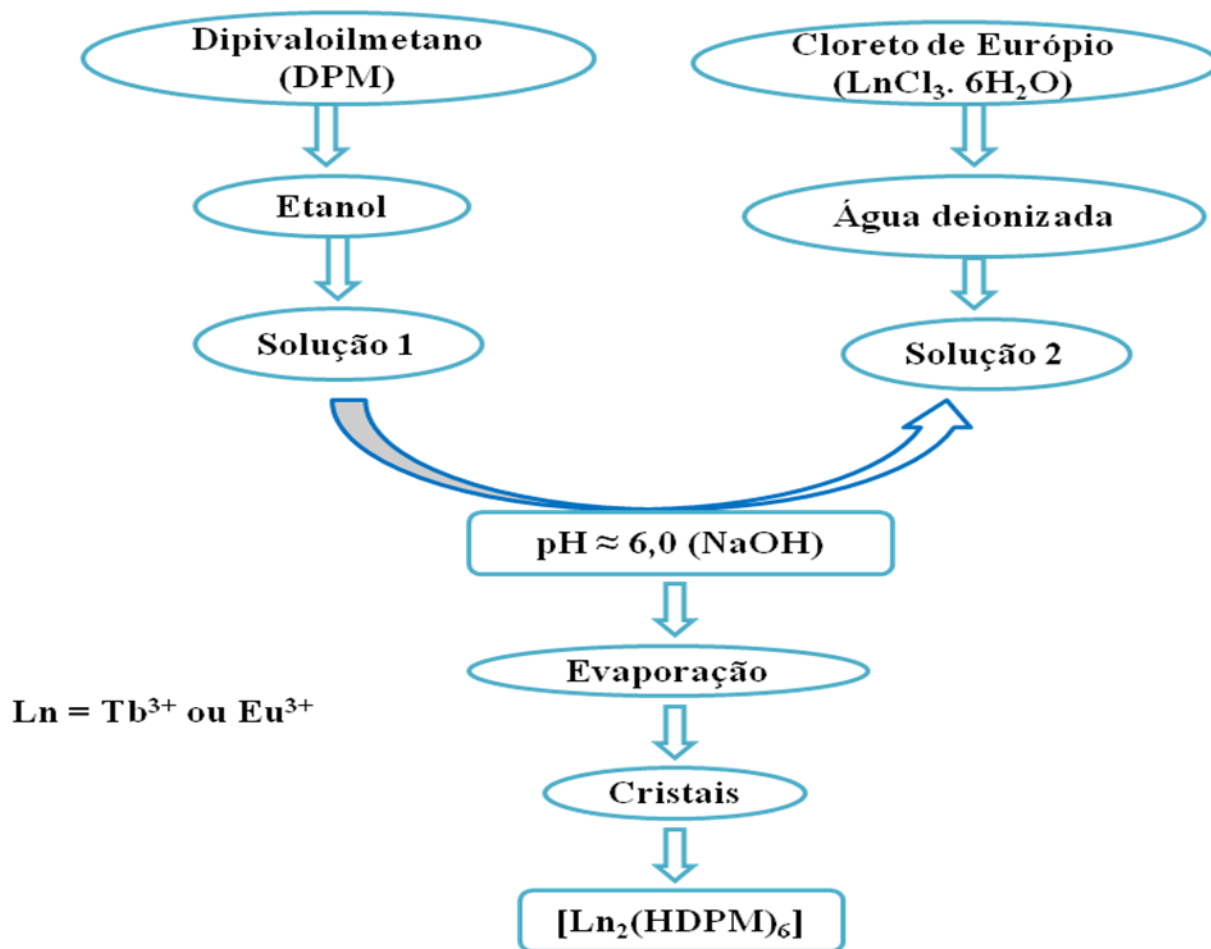 Dipivaloilmetano
(DPM)
Cloreto de Európio
(LnCl₃. 6H₂O)
Etanol
Água deionizada
Solução 1
Solução 2
pH ≈ 6,0 (NaOH)
Evaporação
Ln = Tb³⁺ ou Eu³⁺
Cristais
[Ln₂(HDPM)₆]